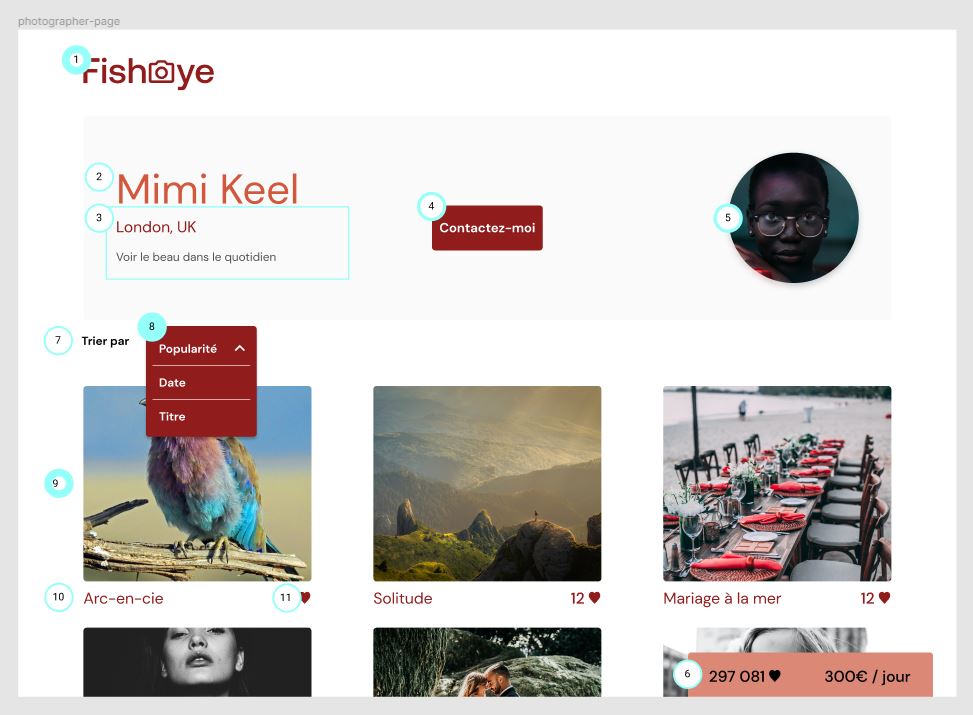 photographer-page
1
Fisheye
2
Mimi Keel
3
London, UK
Voir le beau dans le quotidien
4
Contactez-moi
5
7
Trier par
8
Popularité
Date
Titre
9
10
Arc-en-cie
11
Solitude
12
Mariage à la mer
12
6
297 081
300€ / jour